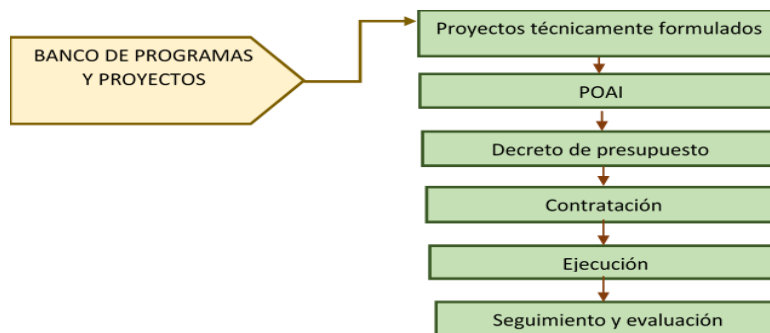 BANCO DE PROGRAMAS
Y PROYECTOS
Proyectos técnicamente formulados
POAI
Decreto de presupuesto
Contratación
Ejecución
Seguimiento y evaluación